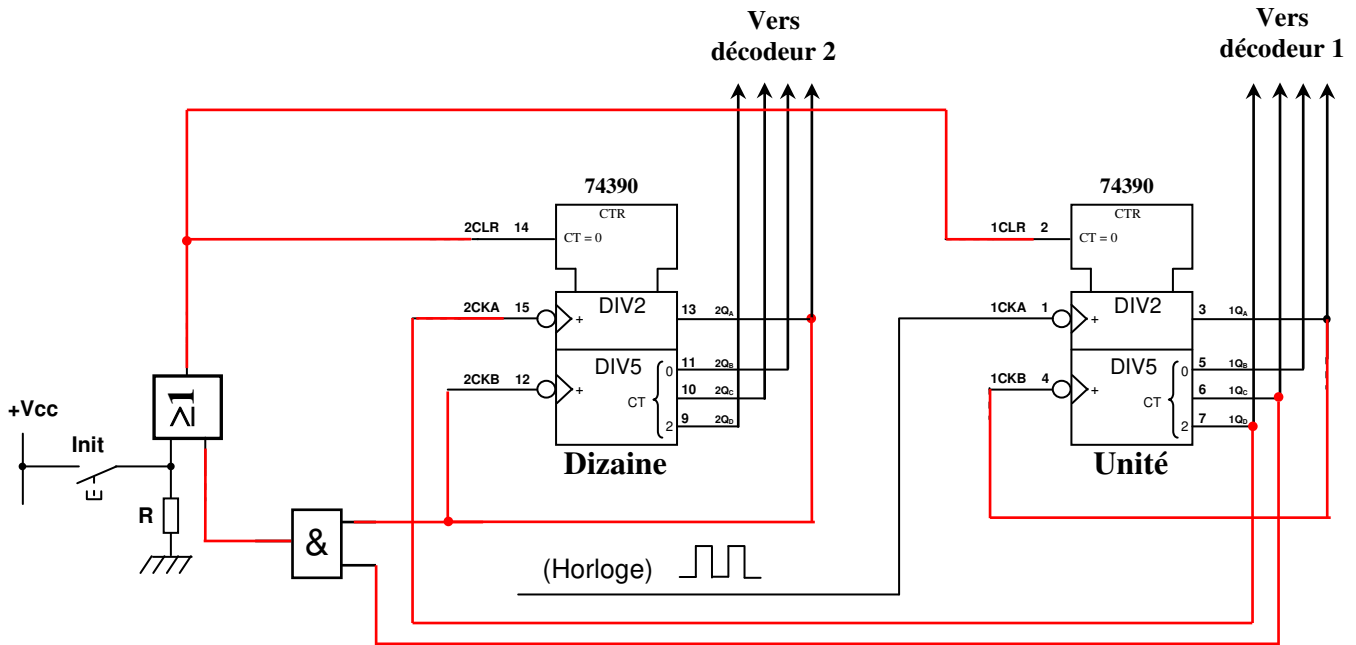 Vers
décodeur 2
Vers
décodeur 1
74390
74390
CTR
CTR
2CLR 14
CT = 0
1CLR 2
CT = 0
2CKA 15
+
DIV2
13 2QA
1CKA 1
+
DIV2
3 1QA
2CKB 12
+
DIV5
0
11 2QB
CT
10 2QC
2
9 2QD
1CKB 4
+
DIV5
0
5 1QB
CT
6 1QC
2
7 1QD
Dizaine
Unité
≥1
+Vcc
Init
R
&
(Horloge)